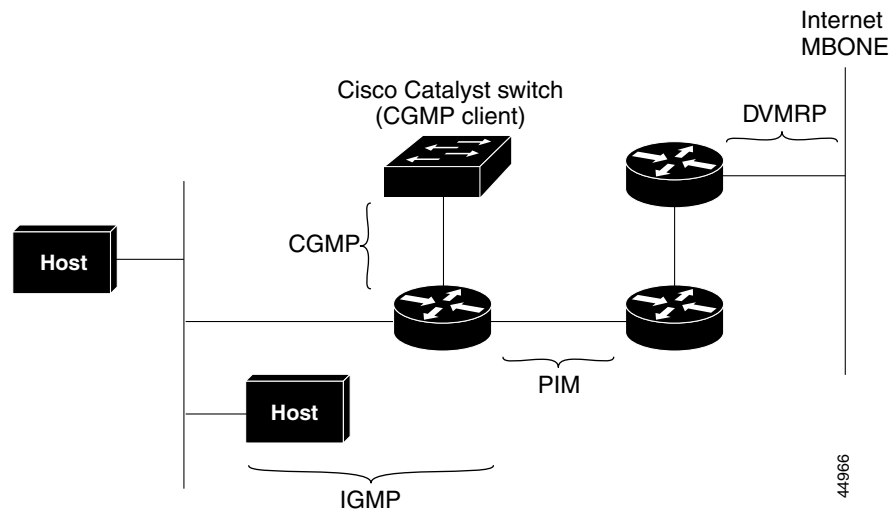 Internet
MBONE
Cisco Catalyst switch
(CGMP client)
DVMRP
CGMP
Host
PIM
Host
IGMP
44966